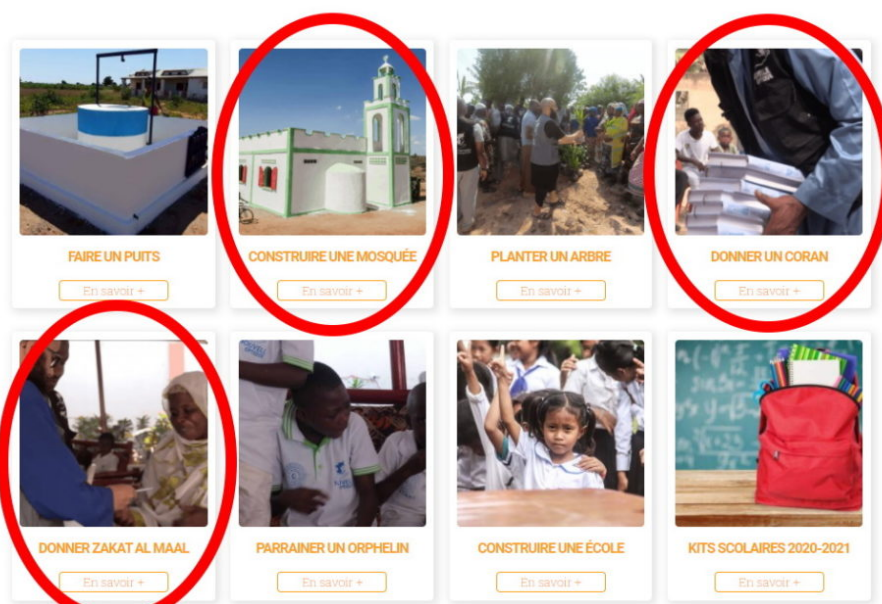 FAIRE UN PUITS
CONSTRUIRE UNE MOSQUÉE
PLANTER UN ARBRE
DONNER UN CORAN
En savoir +
En savoir +
En savoir +
En savoir +
DONNER ZAKAT AL MAAL
PARRAINER UN ORPHELIN
CONSTRUIRE UNE ÉCOLE
KITS SCOLAIRES 2020-2021
En savoir +
En savoir +
En savoir +
En savoir +